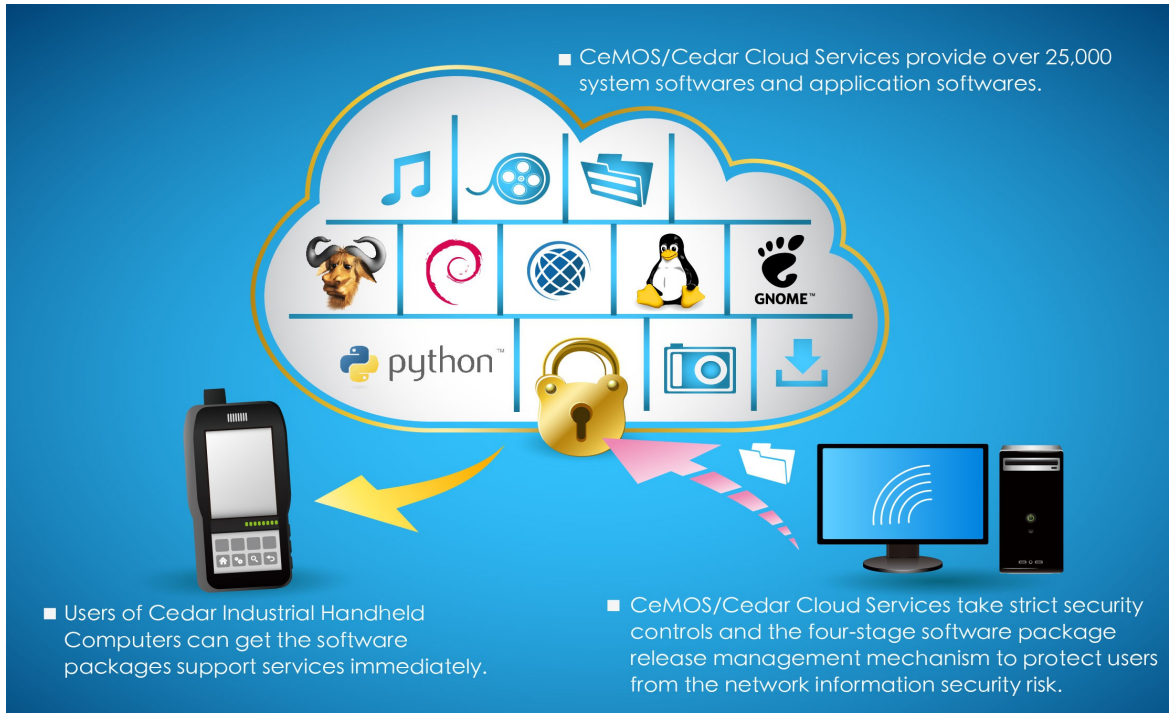 ■ CeMOS/Cedar Cloud Services provide over 25,000
system softwares and application softwares.
GNOME™
python™
■ Users of Cedar Industrial Handheld
Computers can get the software
packages support services immediately.
■ CeMOS/Cedar Cloud Services take strict security
controls and the four-stage software package
release management mechanism to protect users
from the network information security risk.